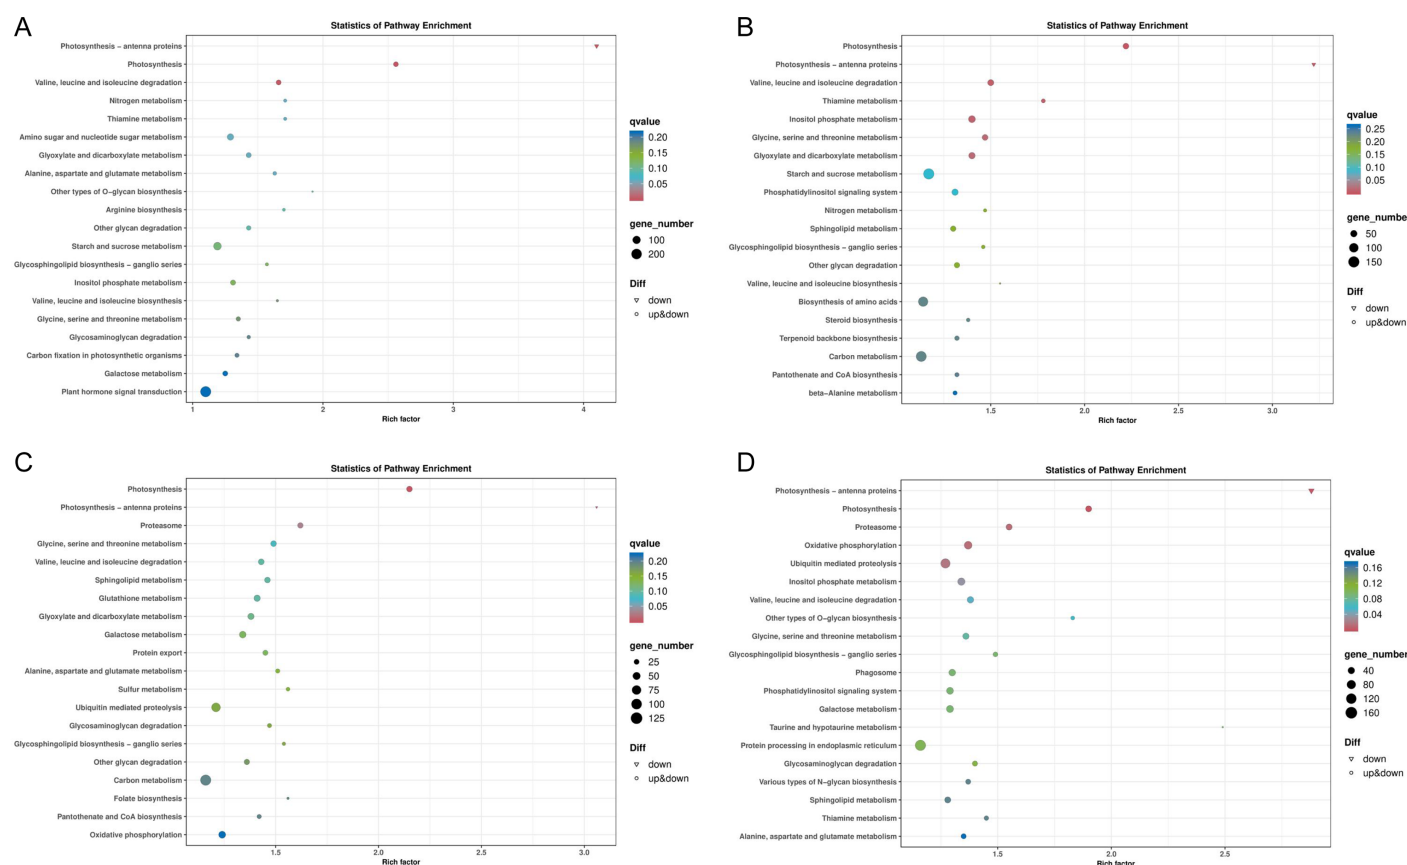 A
Statistics of Pathway Enrichment
Photosynthesis − antenna proteins
Photosynthesis
Valine, leucine and isoleucine degradation
Nitrogen metabolism
Thiamine metabolism
Amino sugar and nucleotide sugar metabolism
Glyoxylate and dicarboxylate metabolism
Alanine, aspartate and glutamate metabolism
Other types of O−glycan biosynthesis
Arginine biosynthesis
Other glycan degradation
Starch and sucrose metabolism
Glycosphingolipid biosynthesis − ganglio series
Inositol phosphate metabolism
Valine, leucine and isoleucine biosynthesis
Glycine, serine and threonine metabolism
Glycosaminoglycan degradation
Carbon fixation in photosynthetic organisms
Galactose metabolism
Plant hormone signal transduction
1 2 3 4
Rich factor
qvalue
0.20
0.15
0.10
0.05
gene_number
100
200
Diff
down
up&down
B
Statistics of Pathway Enrichment
Photosynthesis
Photosynthesis − antenna proteins
Valine, leucine and isoleucine degradation
Thiamine metabolism
Inositol phosphate metabolism
Glycine, serine and threonine metabolism
Glyoxylate and dicarboxylate metabolism
Starch and sucrose metabolism
Phosphatidylinositol signaling system
Nitrogen metabolism
Sphingolipid metabolism
Glycosphingolipid biosynthesis − ganglio series
Other glycan degradation
Valine, leucine and isoleucine biosynthesis
Biosynthesis of amino acids
Steroid biosynthesis
Terpenoid backbone biosynthesis
Carbon metabolism
Pantothenate and CoA biosynthesis
beta−Alanine metabolism
1.5 2.0 2.5 3.0
Rich factor
qvalue
0.25
0.20
0.15
0.10
0.05
gene_number
50
100
150
Diff
down
up&down
C
Statistics of Pathway Enrichment
Photosynthesis
Photosynthesis − antenna proteins
Proteasome
Glycine, serine and threonine metabolism
Valine, leucine and isoleucine degradation
Sphingolipid metabolism
Glutathione metabolism
Glyoxylate and dicarboxylate metabolism
Galactose metabolism
Protein export
Alanine, aspartate and glutamate metabolism
Sulfur metabolism
Ubiquitin mediated proteolysis
Glycosaminoglycan degradation
Glycosphingolipid biosynthesis − ganglio series
Other glycan degradation
Carbon metabolism
Folate biosynthesis
Pantothenate and CoA biosynthesis
Oxidative phosphorylation
1.5 2.0 2.5 3.0
Rich factor
qvalue
0.20
0.15
0.10
0.05
gene_number
25
50
75
100
125
Diff
down
up&down
D
Statistics of Pathway Enrichment
Photosynthesis − antenna proteins
Photosynthesis
Proteasome
Oxidative phosphorylation
Ubiquitin mediated proteolysis
Inositol phosphate metabolism
Valine, leucine and isoleucine degradation
Other types of O−glycan biosynthesis
Glycine, serine and threonine metabolism
Glycosphingolipid biosynthesis − ganglio series
Phagosome
Phosphatidylinositol signaling system
Galactose metabolism
Taurine and hypotaurine metabolism
Protein processing in endoplasmic reticulum
Glycosaminoglycan degradation
Various types of N−glycan biosynthesis
Sphingolipid metabolism
Thiamine metabolism
Alanine, aspartate and glutamate metabolism
1.5 2.0 2.5
Rich factor
qvalue
0.16
0.12
0.08
0.04
gene_number
40
80
120
160
Diff
down
up&down